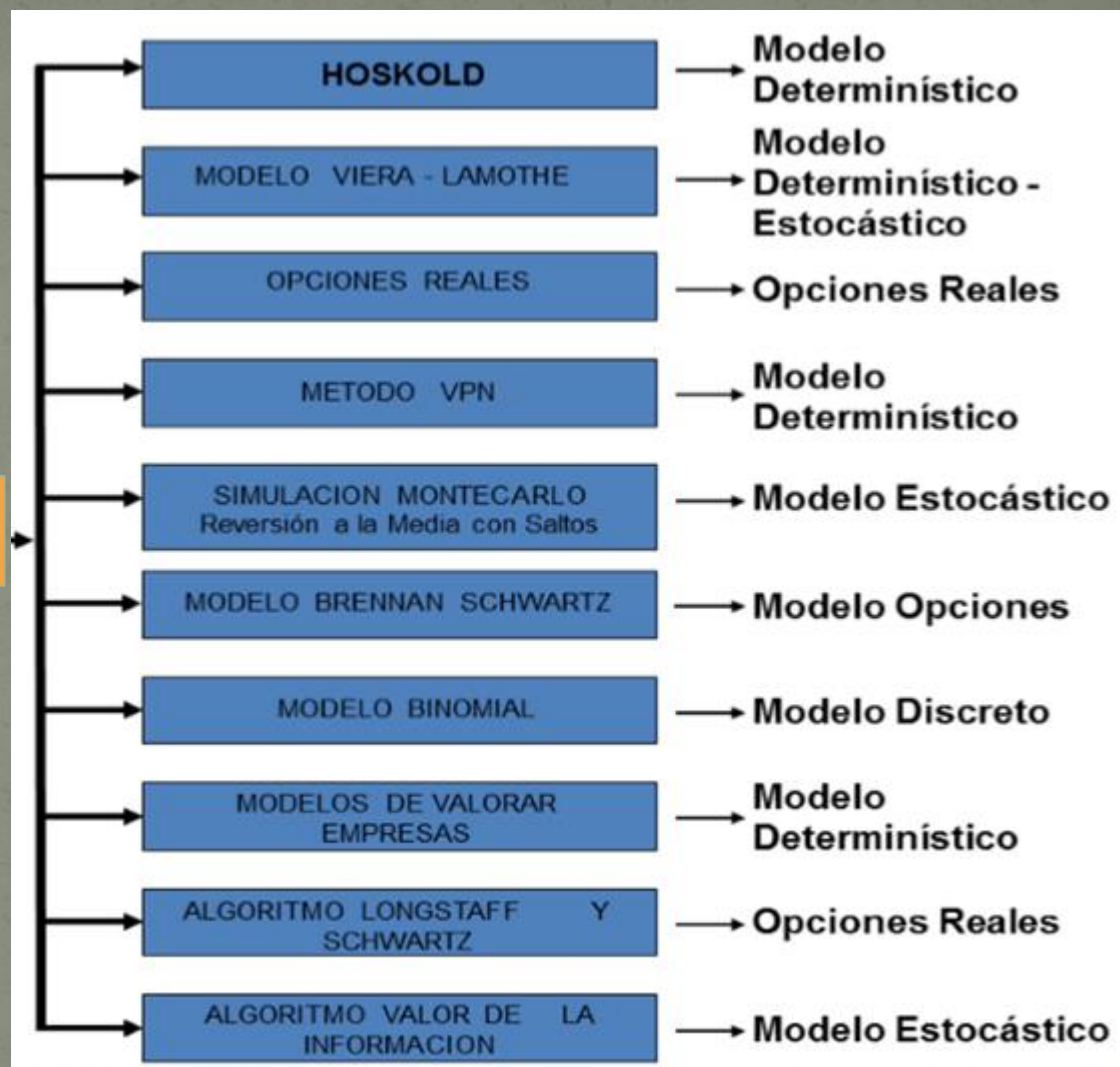 HOSKOLD
Modelo
Determinístico
MODELO VIERA - LAMOTHE
Modelo
Determinístico -
Estocástico
OPCIONES REALES
Opciones Reales
METODO VPN
Modelo
Determinístico
SIMULACION MONTECARLO
Reversión a la Media con Saltos
Modelo Estocástico
MODELO BRENNAN SCHWARTZ
Modelo Opciones
MODELO BINOMIAL
Modelo Discreto
MODELOS DE VALORAR
EMPRESAS
Modelo
Determinístico
ALGORITMO LONGSTAFF Y
SCHWARTZ
Opciones Reales
ALGORITMO VALOR DE LA
INFORMACION
Modelo Estocástico